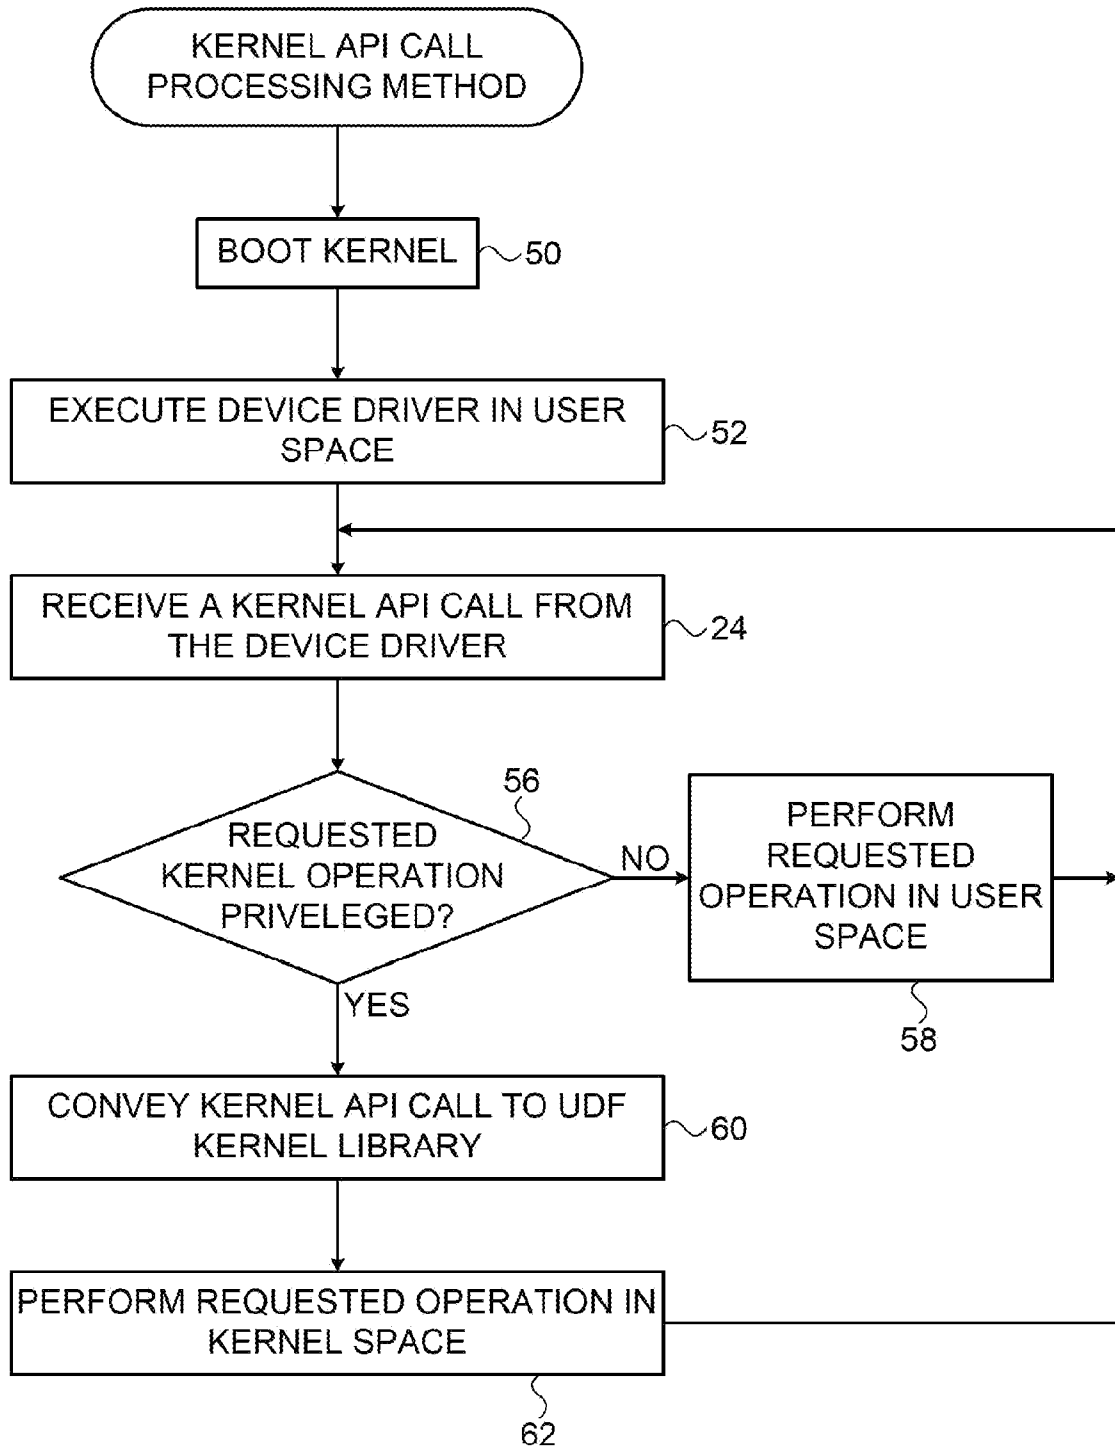 KERNEL API CALL
PROCESSING METHOD
BOOT KERNEL
50
EXECUTE DEVICE DRIVER IN USER
SPACE
52
RECEIVE A KERNEL API CALL FROM
THE DEVICE DRIVER
24
56
REQUESTED
KERNEL OPERATION
PRIVELEGED?
NO
PERFORM
REQUESTED
OPERATION IN USER
SPACE
58
YES
CONVEY KERNEL API CALL TO UDF
KERNEL LIBRARY
60
PERFORM REQUESTED OPERATION IN
KERNEL SPACE
62